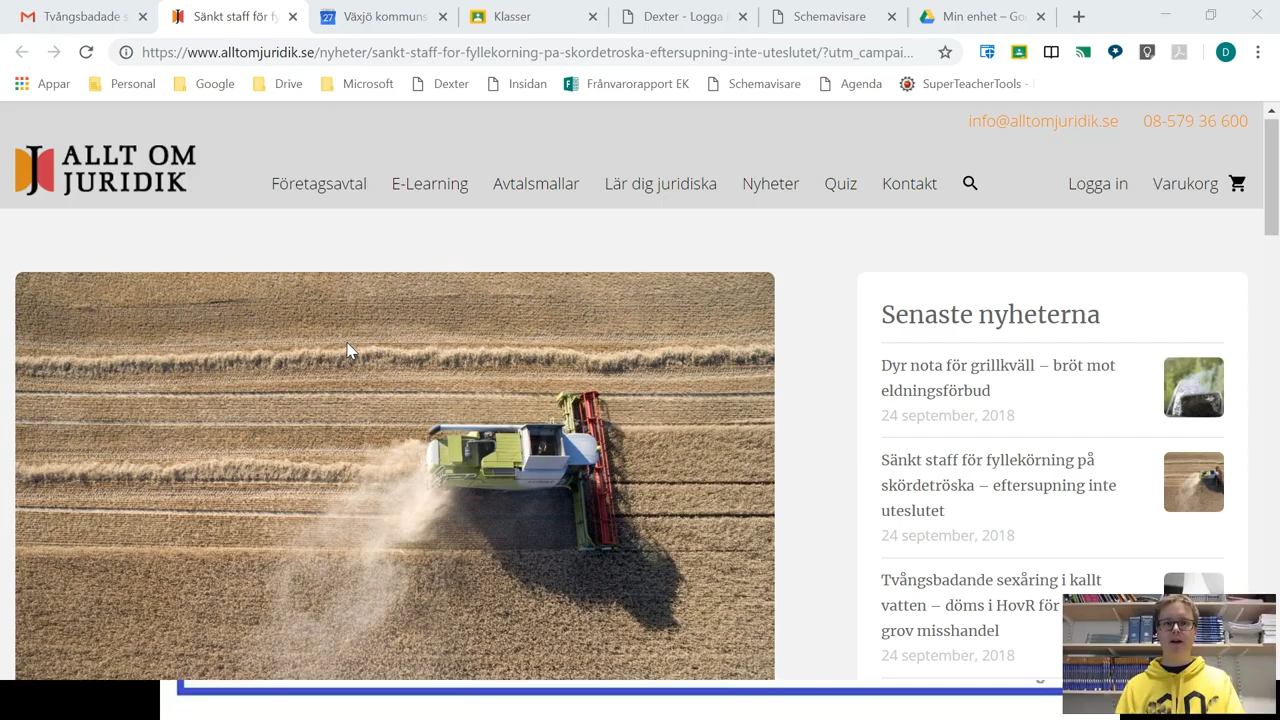 Tvångsbadade s
Sänkt staff för f
27
Växjö kommuns
Klasser
Dexter - Logga
Schemavisare
Min enhet – Go
https://www.alltomjuridik.se/nyheter/sankt-staff-for-fyllekorning-pa-skordetroska-eftersupning-inte-uteslutet/?utm_campai...
D
Appar
Personal
Google
Drive
Microsoft
Dexter
Insidan
Frånvarorapport EK
Schemavisare
Agenda
SuperTeacherTools -
info@alltomjuridik.se 08-579 36 600
ALLT OM
JURIDIK
Företagsavtal E-Learning Avtalsmallar Lär dig juridiska Nyheter Quiz Kontakt Logga in Varukorg
Senaste nyheterna
Dyr nota för grillkväll – bröt mot
eldningsförbud
24 september, 2018
Sänkt staff för fyllekörning på
skördetröska – eftersupning inte
uteslutet
24 september, 2018
Tvångsbadande sexåring i kallt
vatten – döms i HovR för
grov misshandel
24 september, 2018